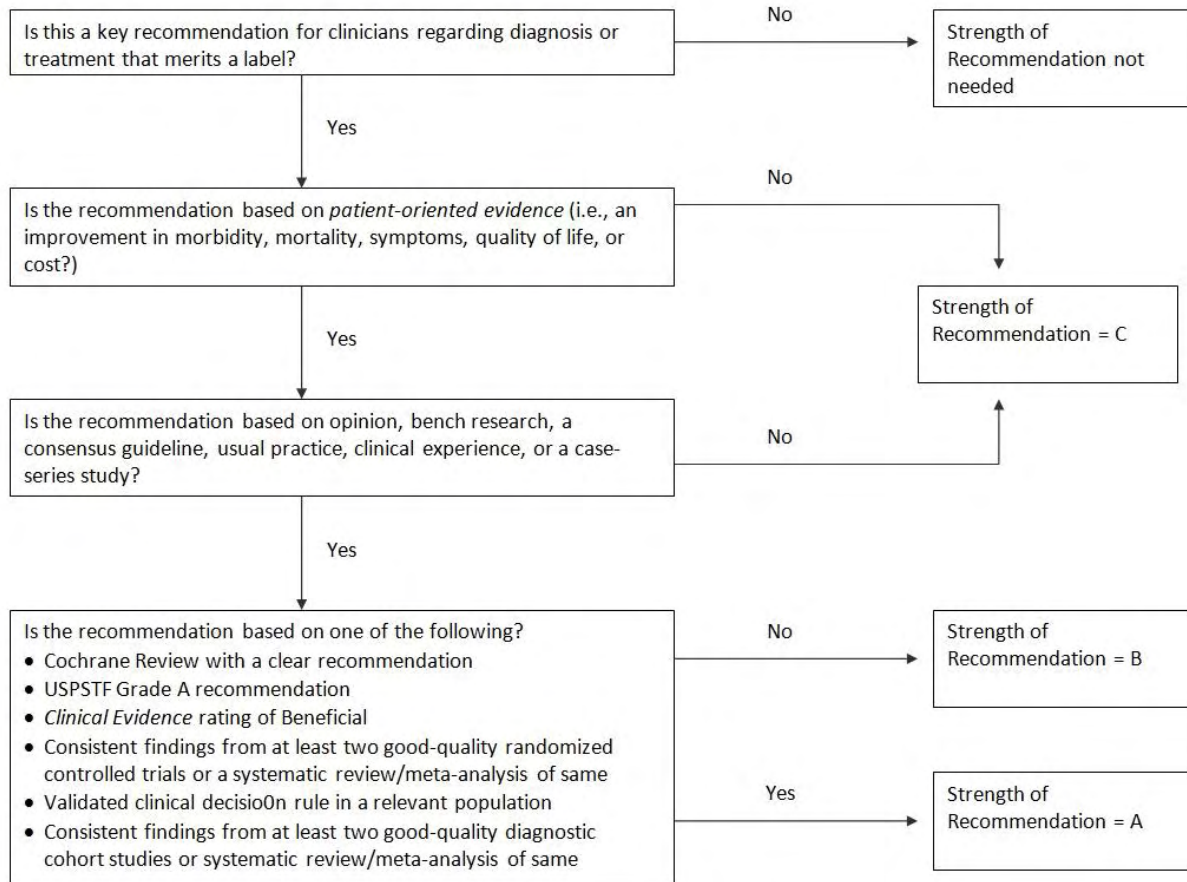 Is this a key recommendation for clinicians regarding diagnosis or
treatment that merits a label?
No
Strength of
Recommendation not
needed
Yes
Is the recommendation based on patient-oriented evidence (i.e., an
improvement in morbidity, mortality, symptoms, quality of life, or
cost?)
No
Strength of
Recommendation = C
Yes
Is the recommendation based on opinion, bench research, a
consensus guideline, usual practice, clinical experience, or a case-
series study?
No
Yes
Is the recommendation based on one of the following?
• Cochrane Review with a clear recommendation
• USPSTF Grade A recommendation
• Clinical Evidence rating of Beneficial
• Consistent findings from at least two good-quality randomized
controlled trials or a systematic review/meta-analysis of same
• Validated clinical decisio0n rule in a relevant population
• Consistent findings from at least two good-quality diagnostic
cohort studies or systematic review/meta-analysis of same
No
Strength of
Recommendation = B
Yes
Strength of
Recommendation = A